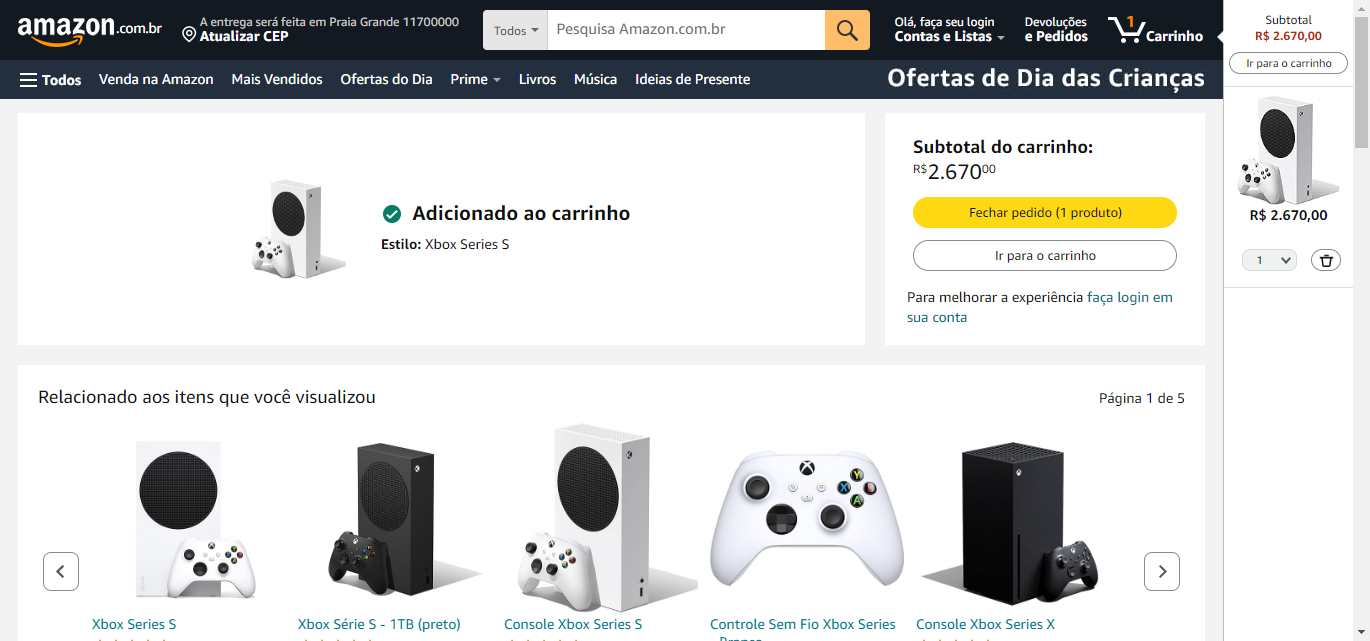 amazon.com.br
A entrega será feita em Praia Grande 11700000
Atualizar CEP
Todos
Pesquisa Amazon.com.br
Olá, faça seu login
Contas e Listas
Devoluções
e Pedidos
1
Carrinho
Todos
Venda na Amazon
Mais Vendidos
Ofertas do Dia
Prime
Livros
Música
Ideias de Presente
Ofertas de Dia das Crianças
Subtotal
R$ 2.670,00
Ir para o carrinho
R$ 2.670,00
1
Adicionado ao carrinho
Estilo: Xbox Series S
Subtotal do carrinho:
R$2.67000
Fechar pedido (1 produto)
Ir para o carrinho
Para melhorar a experiência faça login em
sua conta
Relacionado aos itens que você visualizou
Página 1 de 5
Y
X
B
A
Xbox Series S
Xbox Série S - 1TB (preto)
Console Xbox Series S
Controle Sem Fio Xbox Series
- Branco
Console Xbox Series X